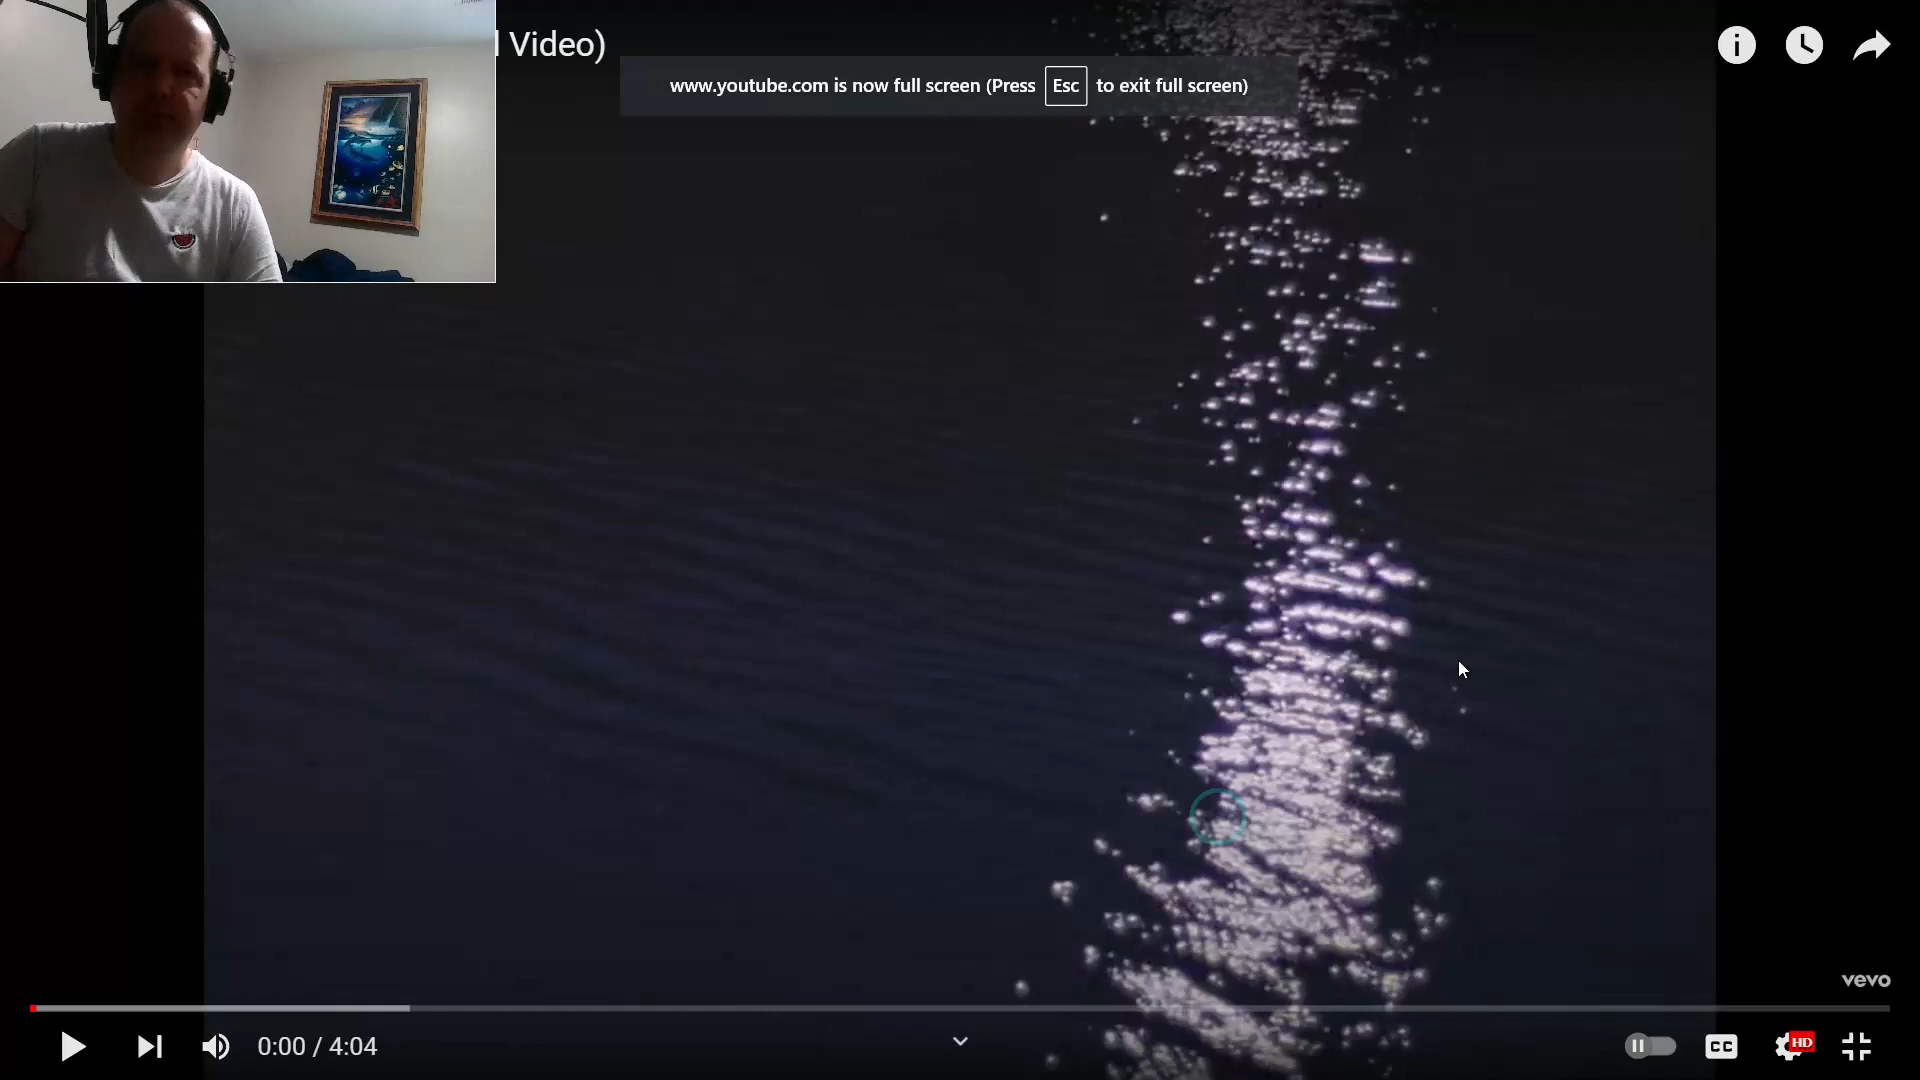 l Video)
www.youtube.com is now full screen (Press Esc to exit full screen)
vevo
0:00 / 4:04
CC
HD